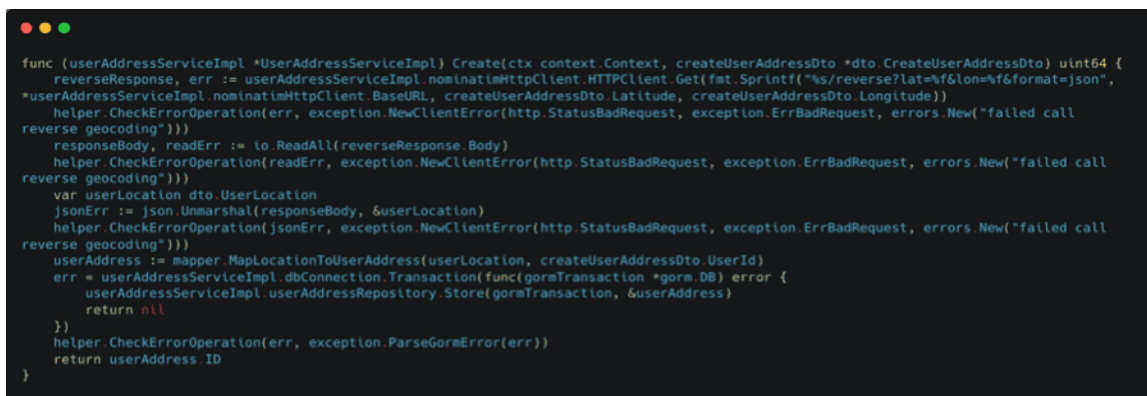 func (userAddressServiceImpl *UserAddressServiceImpl) Create(ctx context.Context, createUserAddressDto *dto.CreateUserAddressDto) uint64 {
    reverseResponse, err := userAddressServiceImpl.nominatimHttpClient.HTTPClient.Get(fmt.Sprintf("%s/reverse?lat=%f&lon=%f&format=json",
*userAddressServiceImpl.nominatimHttpClient.BaseURL, createUserAddressDto.Latitude, createUserAddressDto.Longitude))
    helper.CheckErrorOperation(err, exception.NewClientError(http.StatusBadRequest, exception.ErrBadRequest, errors.New("failed call
reverse geocoding")))
    responseBody, readErr := io.ReadAll(reverseResponse.Body)
    helper.CheckErrorOperation(readErr, exception.NewClientError(http.StatusBadRequest, exception.ErrBadRequest, errors.New("failed call
reverse geocoding")))
    var userLocation dto.UserLocation
    jsonErr := json.Unmarshal(responseBody, &userLocation)
    helper.CheckErrorOperation(jsonErr, exception.NewClientError(http.StatusBadRequest, exception.ErrBadRequest, errors.New("failed call
reverse geocoding")))
    userAddress := mapper.MapLocationToUserAddress(userLocation, createUserAddressDto.UserId)
    err = userAddressServiceImpl.dbConnection.Transaction(func(gormTransaction *gorm.DB) error {
        userAddressServiceImpl.userAddressRepository.Store(gormTransaction, &userAddress)
        return nil
    })
    helper.CheckErrorOperation(err, exception.ParseGormError(err))
    return userAddress.ID
}